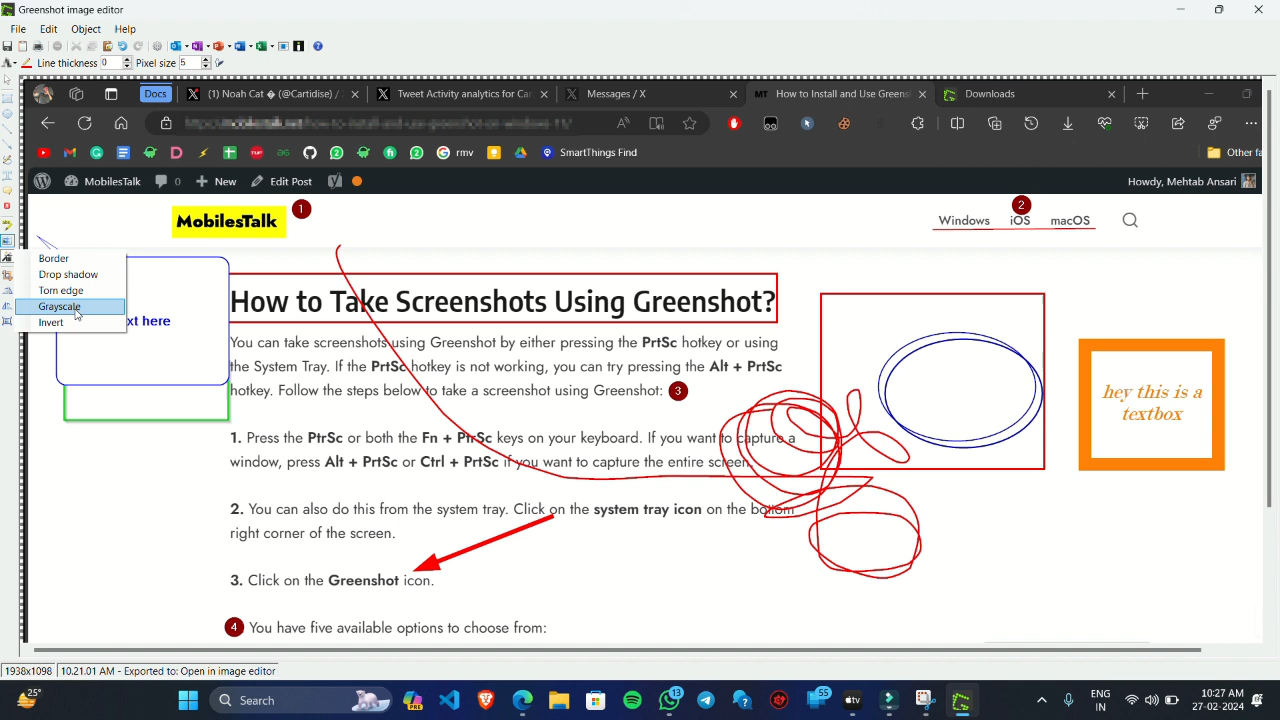 Greenshot image editor
File Edit Object Help
Line thickness 0 Pixel size 5
Docs (1) Noah Cat � (@Cartidise) / Tweet Activity analytics for Car Messages / X MT How to Install and Use Greensh Downloads
rmv SmartThings Find Other fa
MobilesTalk 0 New Edit Post Howdy, Mehtab Ansari
MobilesTalk 1 Windows iOS macOS 2
Border
Drop shadow
Torn edge
Grayscale
Invert
xt here
How to Take Screenshots Using Greenshot?
You can take screenshots using Greenshot by either pressing the PrtSc hotkey or using
the System Tray. If the PrtSc hotkey is not working, you can try pressing the Alt + PrtSc
hotkey. Follow the steps below to take a screenshot using Greenshot: 3
hey this is a
textbox
1. Press the PtrSc or both the Fn + PtrSc keys on your keyboard. If you want to capture a
window, press Alt + PrtSc or Ctrl + PrtSc if you want to capture the entire screen.
2. You can also do this from the system tray. Click on the system tray icon on the bottom
right corner of the screen.
3. Click on the Greenshot icon.
4 You have five available options to choose from:
1938x1098 10.21.01 AM - Exported to: Open in image editor
25° Search PRE 13 55 tv ENG IN 10:27 AM 27-02-2024